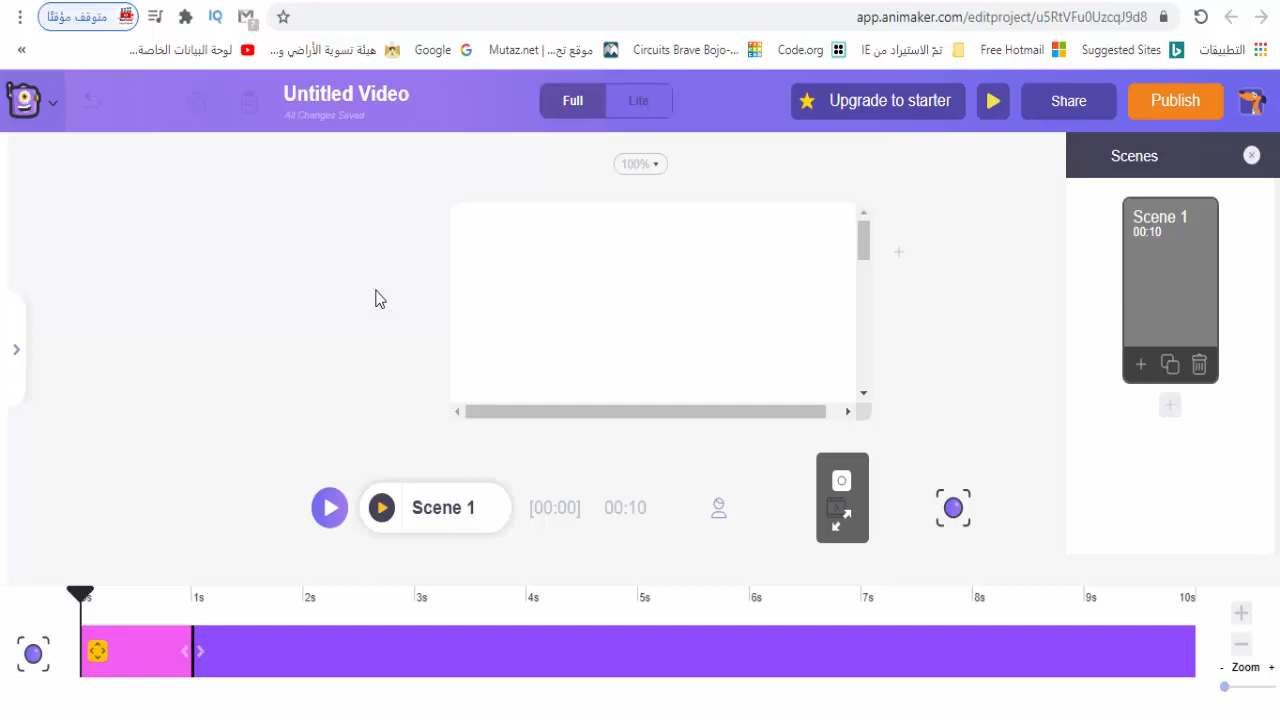 متوقف مؤقتًا
IQ
app.animaker.com/editproject/u5RtVFu0UzcqJ9d8
«
لوحة البيانات الخاصة...
هيئة تسوية الأراضي و...
Google
موقع تج... | Mutaz.net
Circuits Brave Bojo-...
Code.org
تمّ الاستيراد من IE
Free Hotmail
Suggested Sites
التطبيقات
Untitled Video
All Changes Saved
Full
Lite
Upgrade to starter
Share
Publish
100%
Scenes
Scene 1
00:10
Scene 1
[00:00]
00:10
1s
2s
3s
4s
5s
6s
7s
8s
9s
10s
- Zoom +